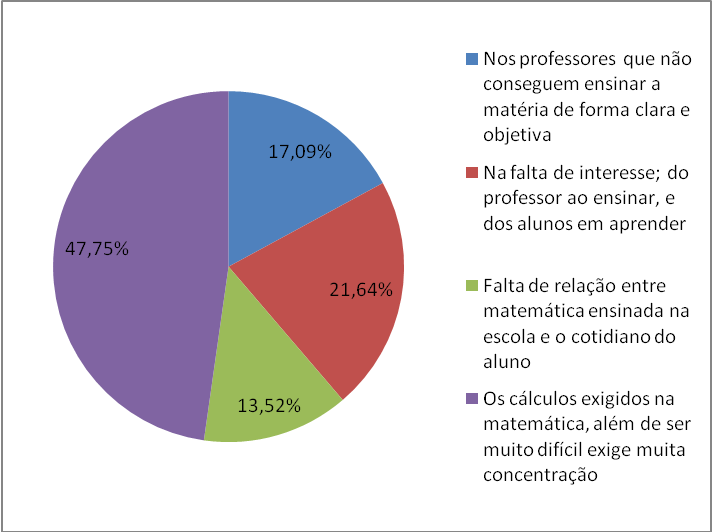 17,09%
47,75%
21,64%
13,52%
Nos professores que não
conseguem ensinar a
matéria de forma clara e
objetiva
Na falta de interesse; do
professor ao ensinar, e
dos alunos em aprender
Falta de relação entre
matemática ensinada na
escola e o cotidiano do
aluno
Os cálculos exigidos na
matemática, além de ser
muito difícil exige muita
concentração